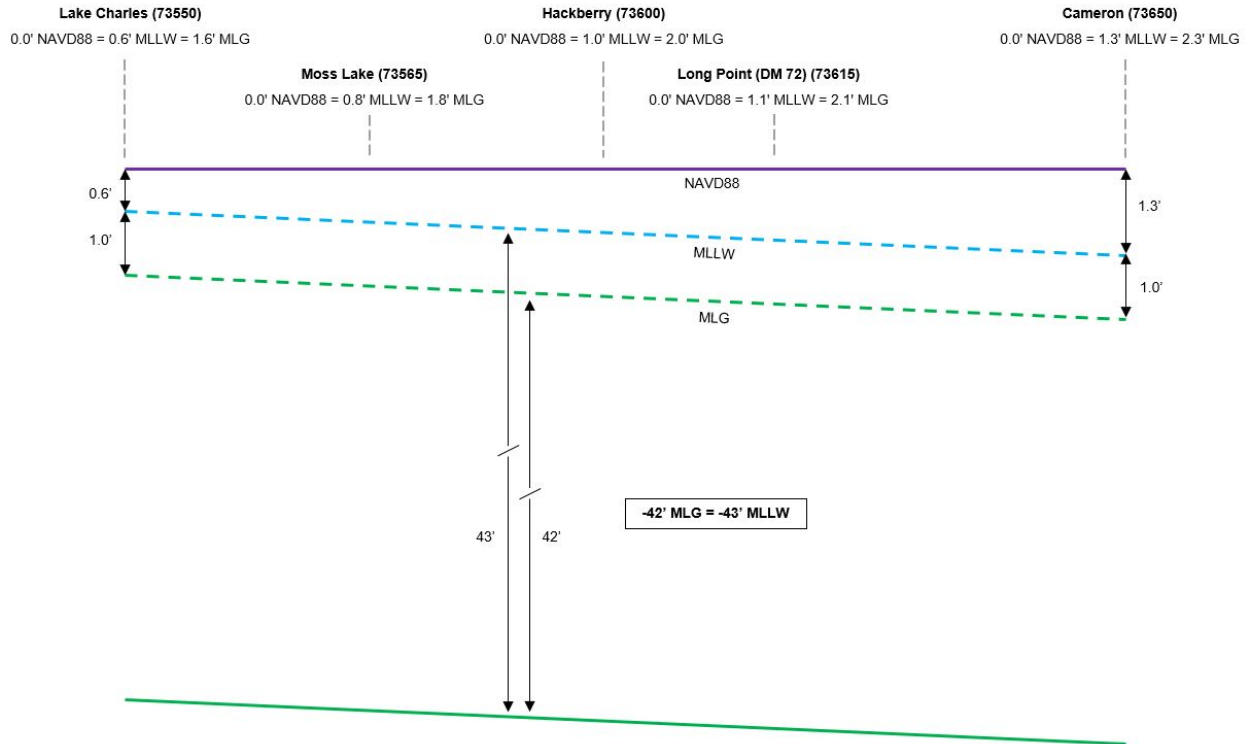 Lake Charles (73550)
0.0' NAVD88 = 0.6' MLLW = 1.6' MLG
Hackberry (73600)
0.0' NAVD88 = 1.0' MLLW = 2.0' MLG
Cameron (73650)
0.0' NAVD88 = 1.3' MLLW = 2.3' MLG
Moss Lake (73565)
0.0' NAVD88 = 0.8' MLLW = 1.8' MLG
Long Point (DM 72) (73615)
0.0' NAVD88 = 1.1' MLLW = 2.1' MLG
NAVD88
0.6'
1.3'
1.0'
MLLW
1.0'
MLG
-42' MLG = -43' MLLW
43'
42'